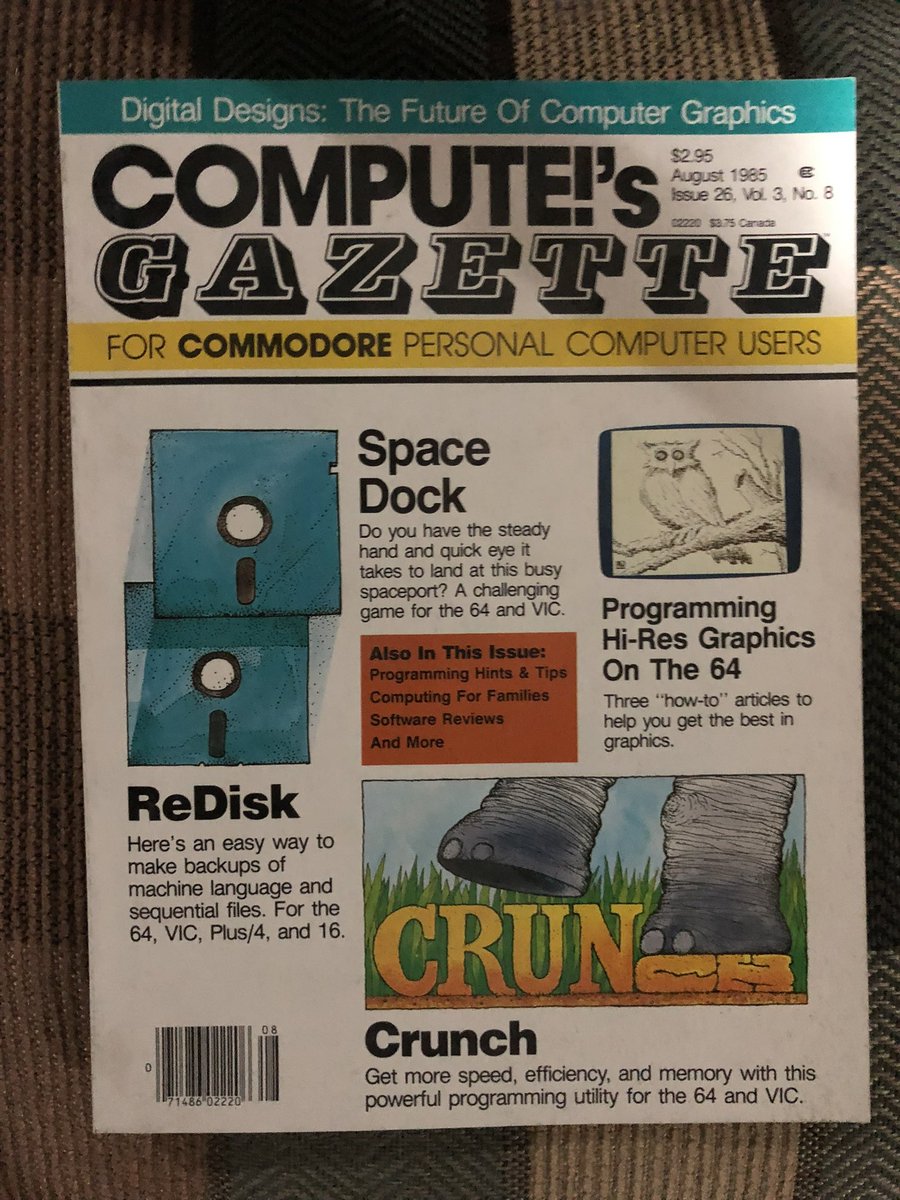 Digital Designs: The Future Of Computer Graphics
COMPUTE!'s
$2.95
August 1985
Issue 26, Vol. 3, No. 8
02220 $3.75 Canada
GAZETTE™
FOR COMMODORE PERSONAL COMPUTER USERS
Space
Dock
Do you have the steady
hand and quick eye it
takes to land at this busy
spaceport? A challenging
game for the 64 and VIC.
Also In This Issue:
Programming Hints & Tips
Computing For Families
Software Reviews
And More
Programming
Hi-Res Graphics
On The 64
Three "how-to" articles to
help you get the best in
graphics.
ReDisk
Here's an easy way to
make backups of
machine language and
sequential files. For the
64, VIC, Plus/4, and 16.
CRUNCH
Crunch
Get more speed, efficiency, and memory with this
powerful programming utility for the 64 and VIC.
08
0
71486 02220